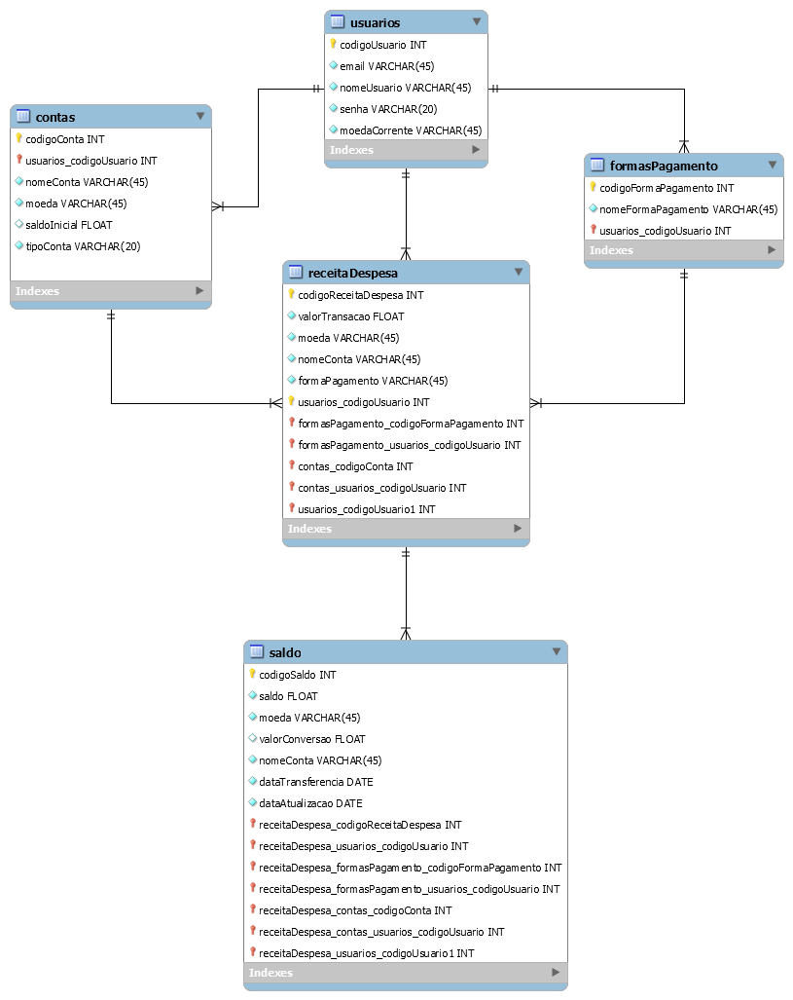 usuarios
codigoUsuario INT
email VARCHAR(45)
nomeUsuario VARCHAR(45)
senha VARCHAR(20)
moedaCorrente VARCHAR(45)
Indexes
contas
codigoConta INT
usuarios_codigoUsuario INT
nomeConta VARCHAR(45)
moeda VARCHAR(45)
saldoInicial FLOAT
tipoConta VARCHAR(20)
Indexes
formasPagamento
codigoFormaPagamento INT
nomeFormaPagamento VARCHAR(45)
usuarios_codigoUsuario INT
Indexes
receitaDespesa
codigoReceitaDespesa INT
valorTransacao FLOAT
moeda VARCHAR(45)
nomeConta VARCHAR(45)
formaPagamento VARCHAR(45)
usuarios_codigoUsuario INT
formasPagamento_codigoFormaPagamento INT
formasPagamento_usuarios_codigoUsuario INT
contas_codigoConta INT
contas_usuarios_codigoUsuario INT
usuarios_codigoUsuario1 INT
Indexes
saldo
codigoSaldo INT
saldo FLOAT
moeda VARCHAR(45)
valorConversao FLOAT
nomeConta VARCHAR(45)
dataTransferencia DATE
dataAtualizacao DATE
receitaDespesa_codigoReceitaDespesa INT
receitaDespesa_usuarios_codigoUsuario INT
receitaDespesa_formasPagamento_codigoFormaPagamento INT
receitaDespesa_formasPagamento_usuarios_codigoUsuario INT
receitaDespesa_contas_codigoConta INT
receitaDespesa_contas_usuarios_codigoUsuario INT
receitaDespesa_usuarios_codigoUsuario1 INT
Indexes